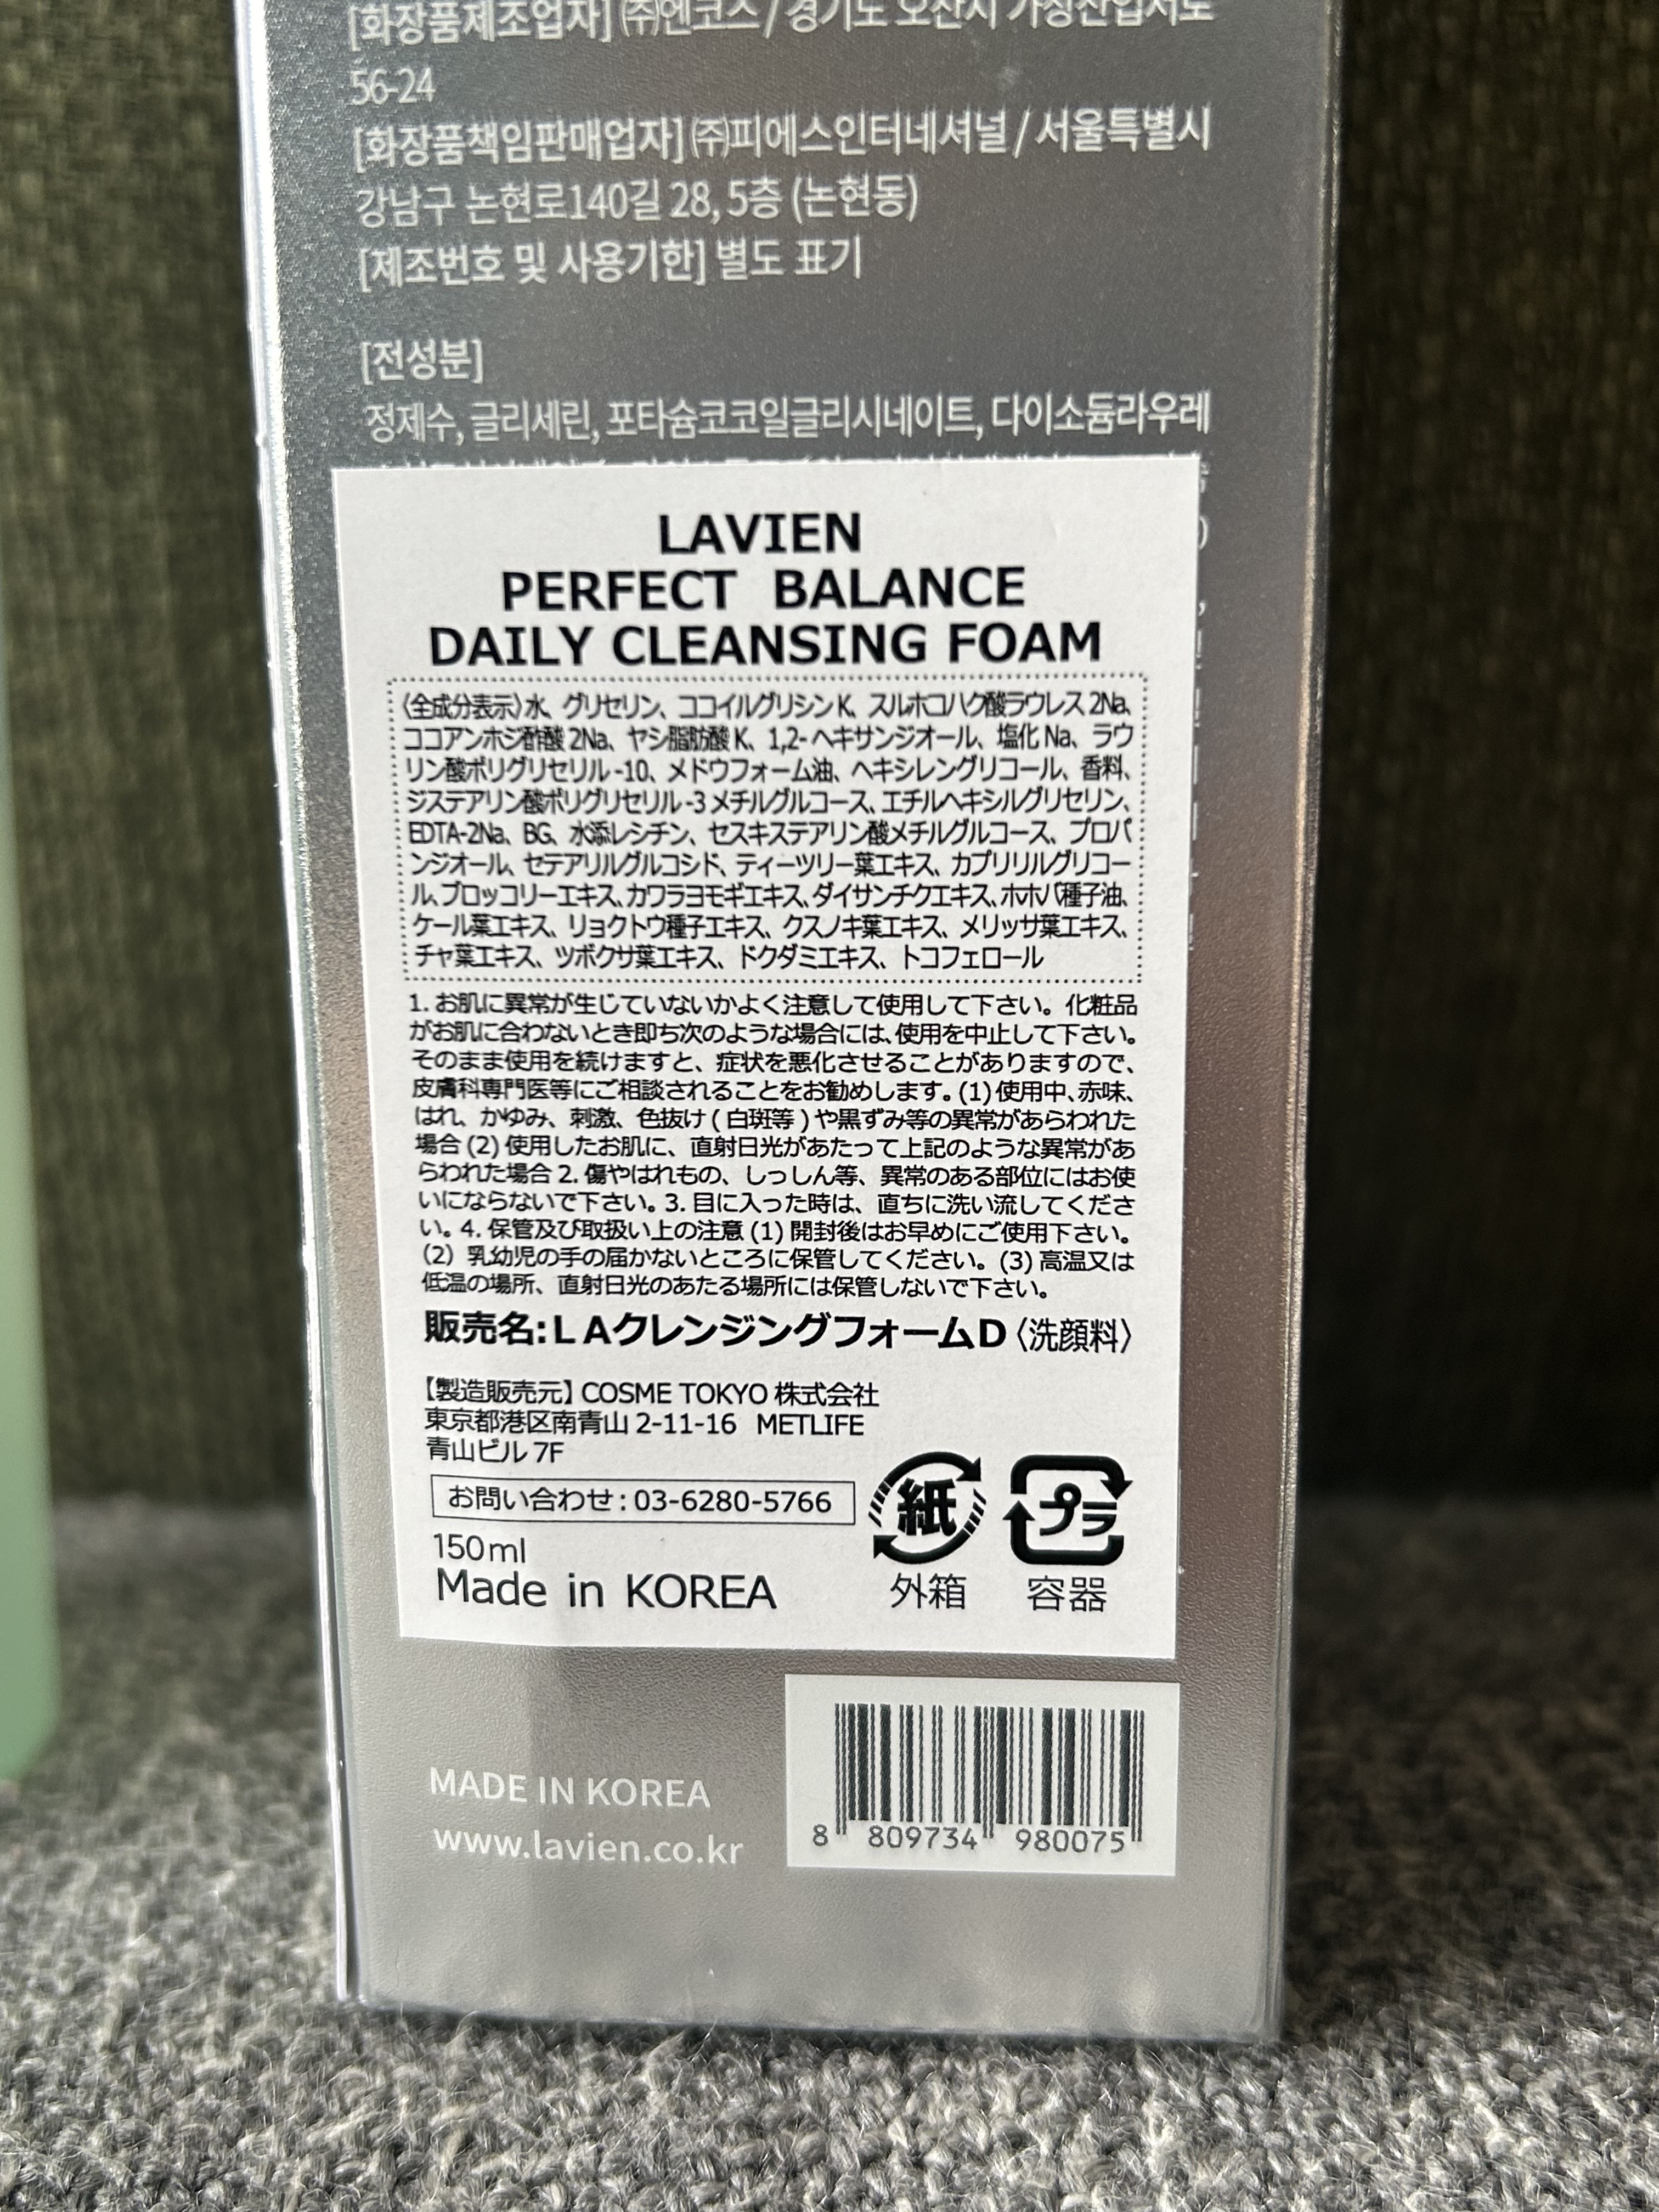 [화장품제조업자] ㈜엔코스 / 경기도 오산시 가장산업서로
56-24
[화장품책임판매업자] ㈜피에스인터네셔널 / 서울특별시
강남구 논현로140길 28, 5층 (논현동)
[제조번호 및 사용기한] 별도 표기
[전성분]
정제수, 글리세린, 포타슘코코일글리시네이트, 다이소듐라우레
LAVIEN
PERFECT BALANCE
DAILY CLEANSING FOAM
〈全成分表示〉水、グリセリン、ココイルグリシンK、スルホコハク酸ラウレス2Na、
ココアンホジ酢酸2Na、ヤシ脂肪酸K、1,2-ヘキサンジオール、塩化Na、ラウ
リン酸ポリグリセリル-10、メドウフォーム油、ヘキシレングリコール、香料、
ジステアリン酸ポリグリセリル-3メチルグルコース、エチルヘキシルグリセリン、
EDTA-2Na、BG、水添レシチン、セスキステアリン酸メチルグルコース、プロパ
ンジオール、セテアリルグルコシド、ティーツリー葉エキス、カプリリルグリコー
ル、ブロッコリーエキス、カワラヨモギエキス、ダイサンチクエキス、ホホバ種子油、
ケール葉エキス、リョクトウ種子エキス、クスノキ葉エキス、メリッサ葉エキス、
チャ葉エキス、ツボクサ葉エキス、ドクダミエキス、トコフェロール
1. お肌に異常が生じていないかよく注意して使用して下さい。化粧品
がお肌に合わないとき即ち次のような場合には、使用を中止して下さい。
そのまま使用を続けますと、症状を悪化させることがありますので、
皮膚科専門医等にご相談されることをお勧めします。(1) 使用中、赤味、
はれ、かゆみ、刺激、色抜け ( 白斑等 ) や黒ずみ等の異常があらわれた
場合 (2) 使用したお肌に、直射日光があたって上記のような異常があ
らわれた場合 2. 傷やはれもの、しっしん等、異常のある部位にはお使
いにならないで下さい。3. 目に入った時は、直ちに洗い流してくださ
い。4. 保管及び取扱い上の注意 (1) 開封後はお早めにご使用下さい。
(2) 乳幼児の手の届かないところに保管してください。(3) 高温又は
低温の場所、直射日光のあたる場所には保管しないで下さい。
販売名:LAクレンジングフォームD〈洗顔料〉
【製造販売元】COSME TOKYO 株式会社
東京都港区南青山 2-11-16 METLIFE
青山ビル 7F
お問い合わせ : 03-6280-5766
紙 プラ
150ml
外箱 容器
Made in KOREA
MADE IN KOREA
www.lavien.co.kr
8 809734 980075